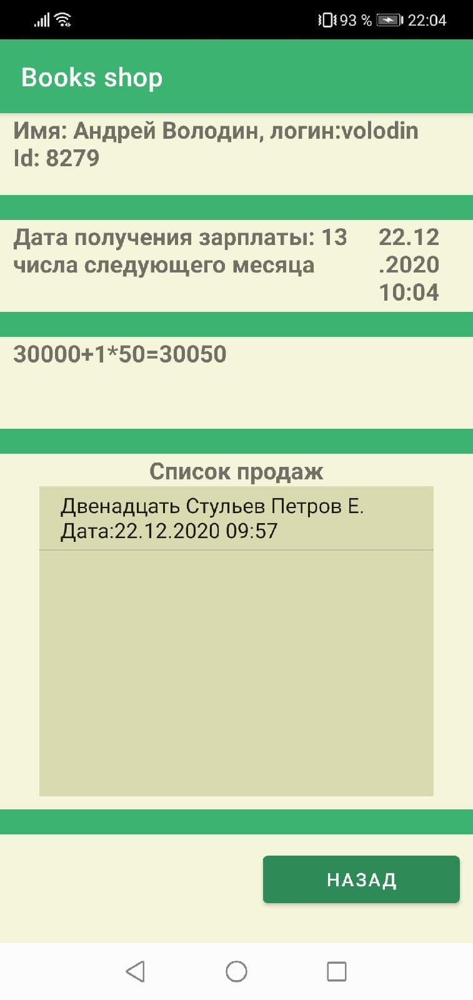 93 % 22:04
Books shop
Имя: Андрей Володин, логин:volodin
Id: 8279
Дата получения зарплаты: 13
числа следующего месяца
22.12
.2020
10:04
30000+1*50=30050
Список продаж
Двенадцать Стульев Петров Е.
Дата:22.12.2020 09:57
НАЗАД